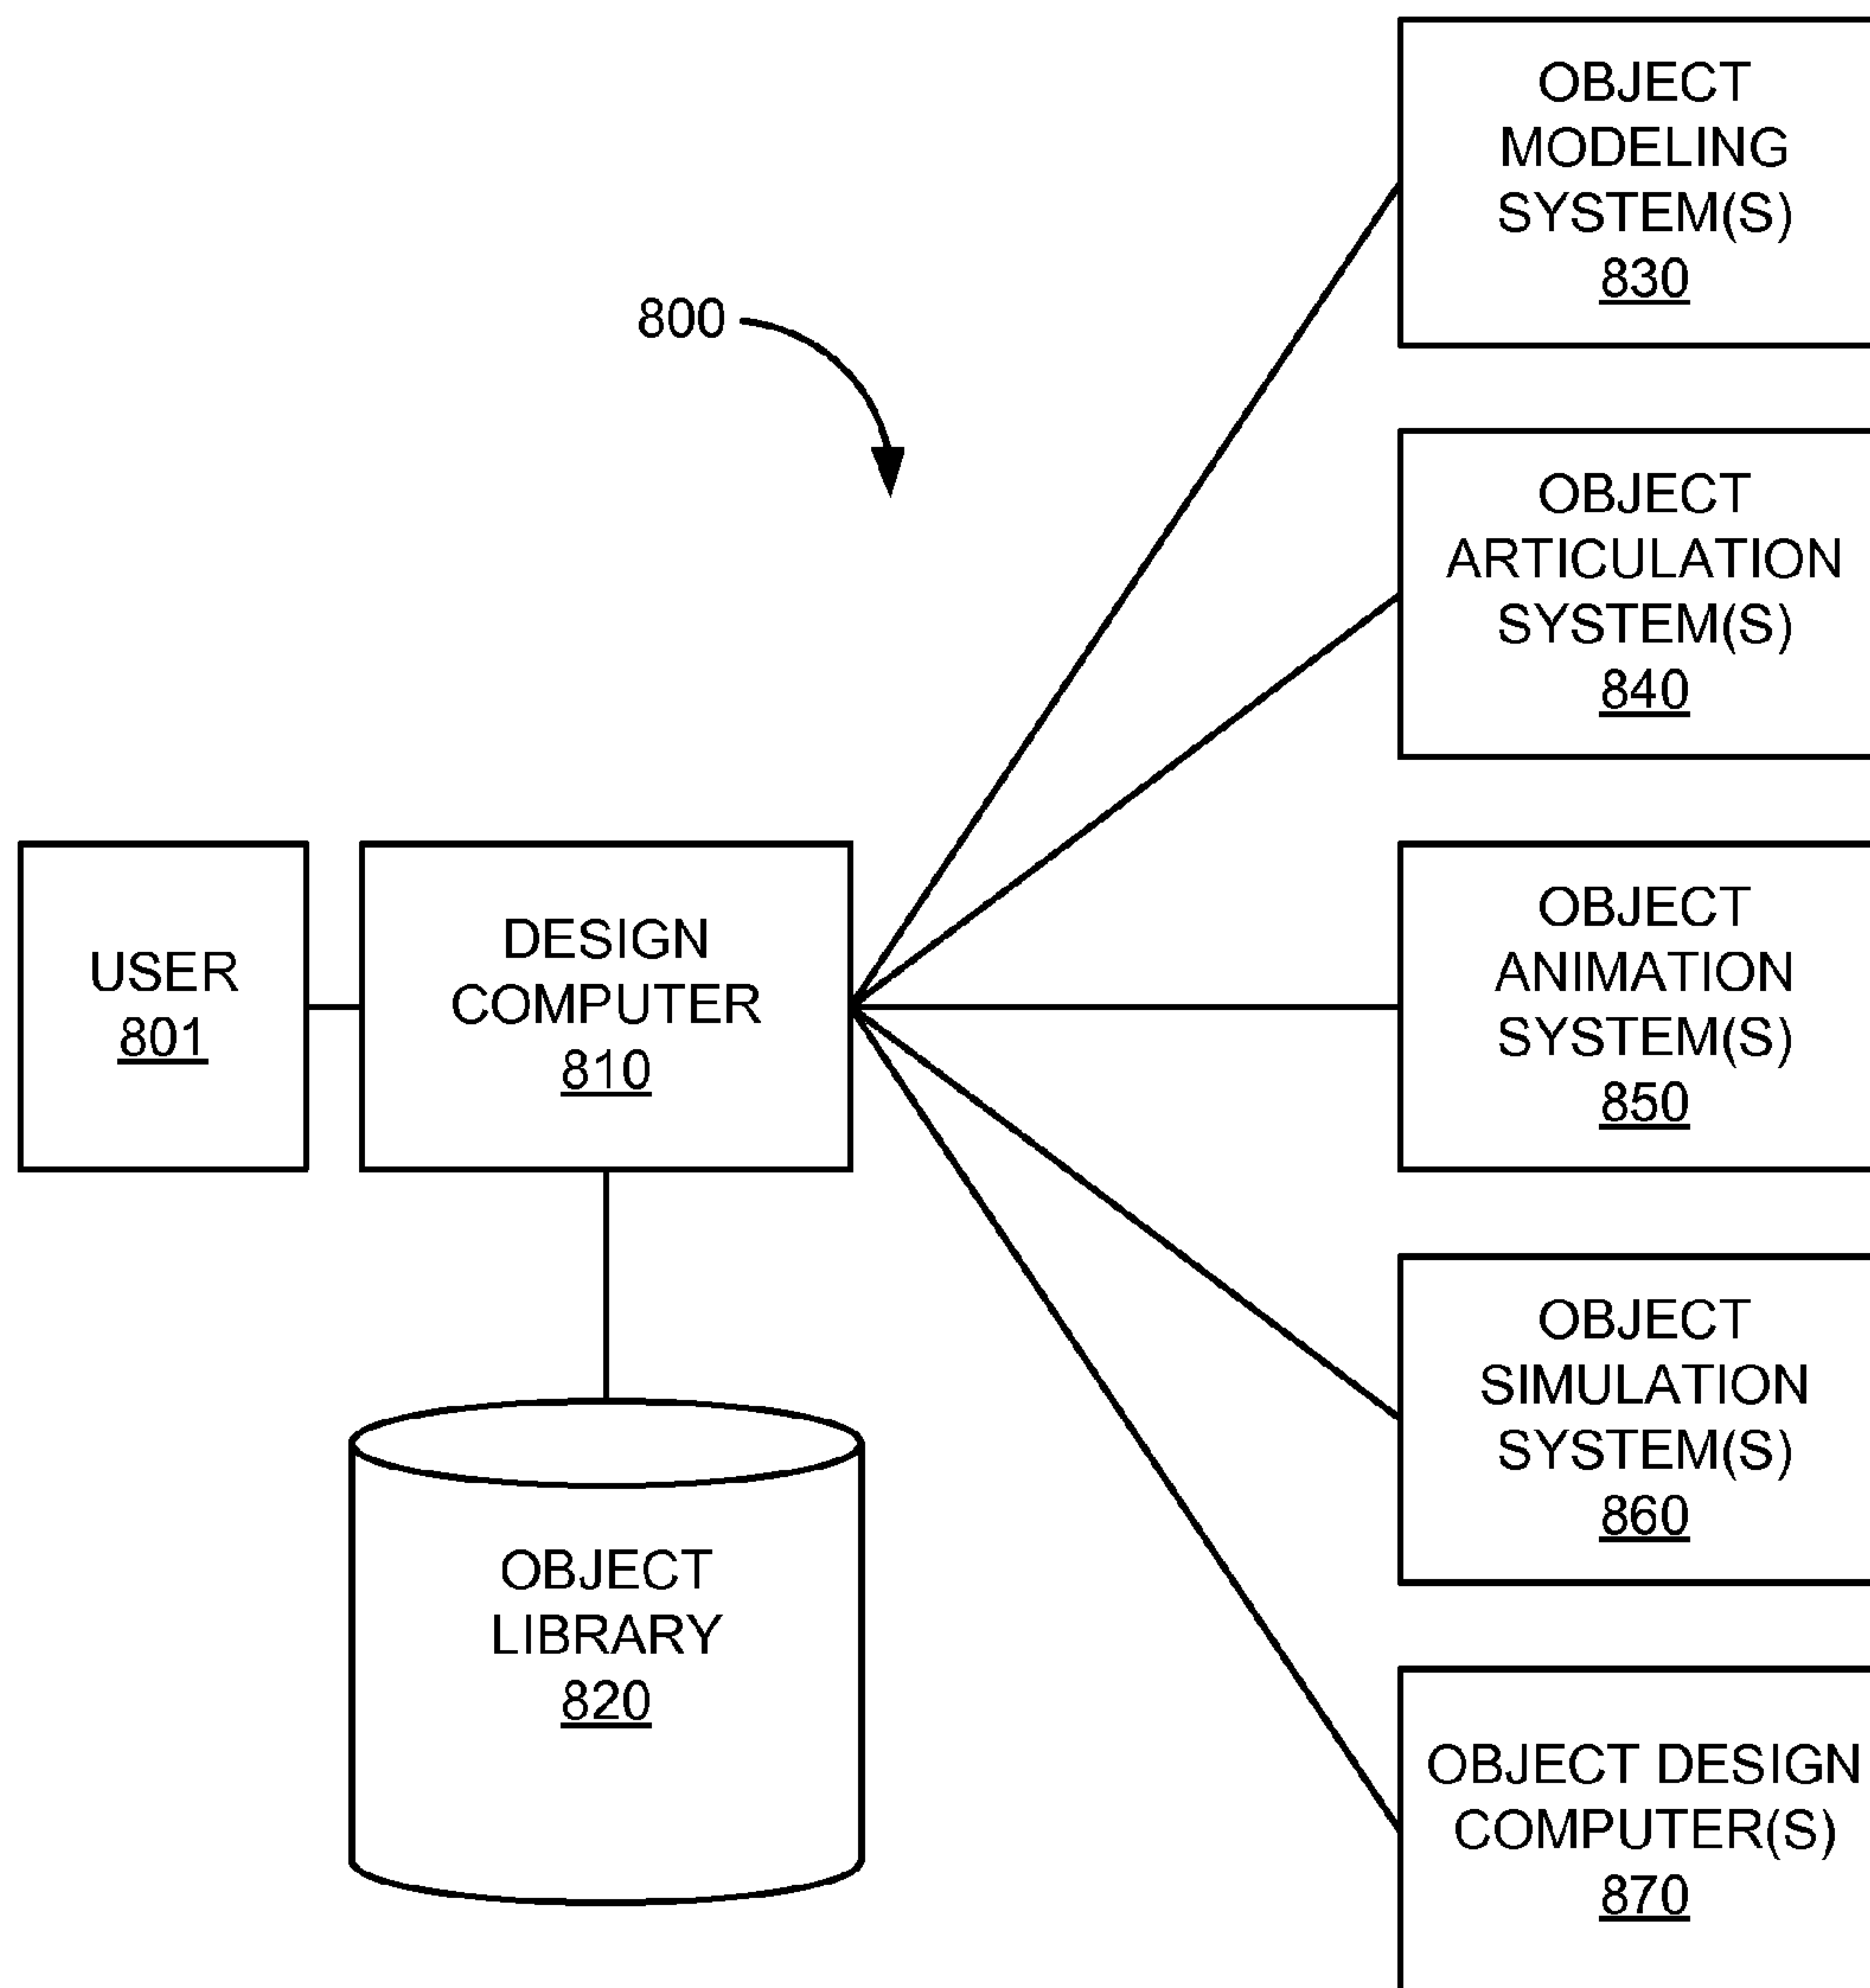 OBJECT
MODELING
SYSTEM(S)
830
800
OBJECT
ARTICULATION
SYSTEM(S)
840
USER
801
DESIGN
COMPUTER
810
OBJECT
ANIMATION
SYSTEM(S)
850
OBJECT
SIMULATION
SYSTEM(S)
860
OBJECT
LIBRARY
820
OBJECT DESIGN
COMPUTER(S)
870